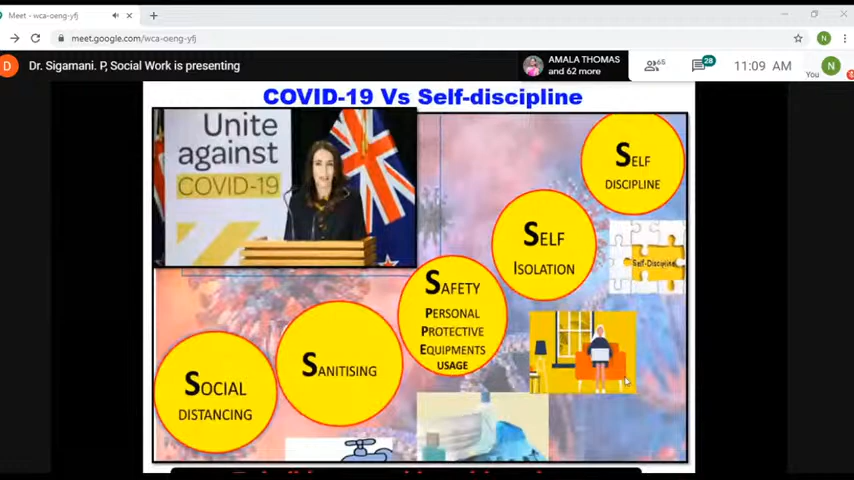 Meet - wca-oeng-yfj
meet.google.com/wca-oeng-yfj
N
D
Dr. Sigamani. P, Social Work is presenting
AMALA THOMAS
and 62 more
65
28
11:09 AM
You
N
COVID-19 Vs Self-discipline
Unite
against
COVID-19
SELF
DISCIPLINE
SELF
ISOLATION
Self-Discipline
SAFETY
PERSONAL
PROTECTIVE
EQUIPMENTS
USAGE
SANITISING
SOCIAL
DISTANCING